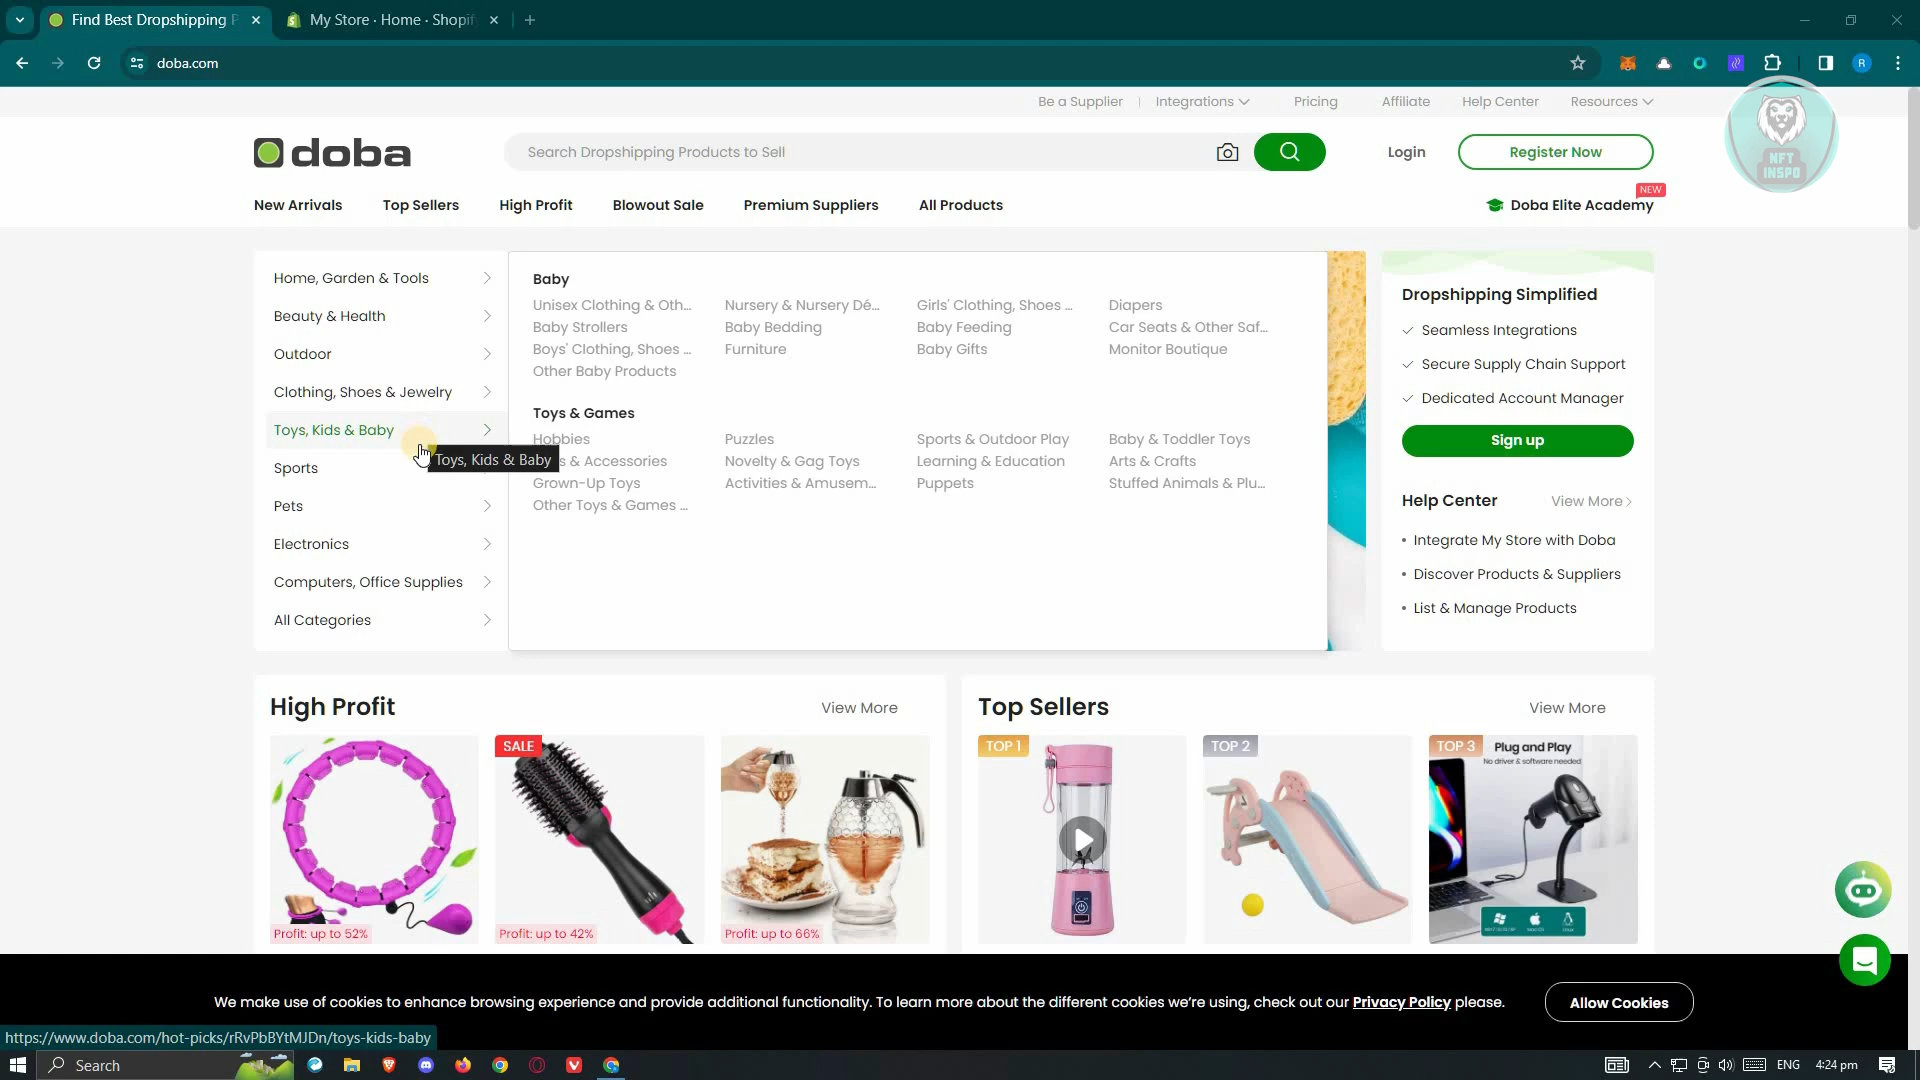 Find Best Dropshipping P
My Store · Home · Shopif
doba.com
R
Be a Supplier
Integrations
Pricing
Affiliate
Help Center
Resources
doba
Search Dropshipping Products to Sell
Login
Register Now
NFT
INSPO
New Arrivals
Top Sellers
High Profit
Blowout Sale
Premium Suppliers
All Products
NEW
Doba Elite Academy
Home, Garden & Tools
Beauty & Health
Outdoor
Clothing, Shoes & Jewelry
Toys, Kids & Baby
Toys, Kids & Baby
Sports
Pets
Electronics
Computers, Office Supplies
All Categories
Baby
Unisex Clothing & Oth...
Nursery & Nursery Dé...
Girls' Clothing, Shoes ...
Diapers
Baby Strollers
Baby Bedding
Baby Feeding
Car Seats & Other Saf...
Boys' Clothing, Shoes ...
Furniture
Baby Gifts
Monitor Boutique
Other Baby Products
Toys & Games
Hobbies
Puzzles
Sports & Outdoor Play
Baby & Toddler Toys
& Accessories
Novelty & Gag Toys
Learning & Education
Arts & Crafts
Grown-Up Toys
Activities & Amusem...
Puppets
Stuffed Animals & Plu...
Other Toys & Games ...
Dropshipping Simplified
Seamless Integrations
Secure Supply Chain Support
Dedicated Account Manager
Sign up
Help Center
View More
• Integrate My Store with Doba
• Discover Products & Suppliers
• List & Manage Products
High Profit
View More
Profit: up to 52%
SALE
Profit: up to 42%
Profit: up to 66%
Top Sellers
View More
TOP 1
TOP 2
TOP 3
Plug and Play
No driver & software needed
We make use of cookies to enhance browsing experience and provide additional functionality. To learn more about the different cookies we're using, check out our Privacy Policy please.
Allow Cookies
https://www.doba.com/hot-picks/rRvPbBYtMJDn/toys-kids-baby
Search
ENG
4:24 pm